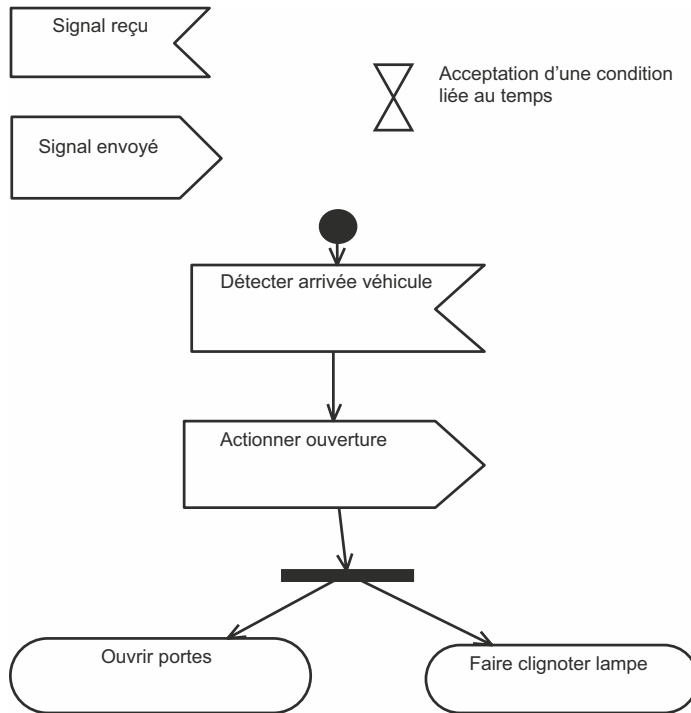 Signal reçu
Acceptation d'une condition
liée au temps
Signal envoyé
Détecter arrivée véhicule
Actionner ouverture
Ouvrir portes
Faire clignoter lampe